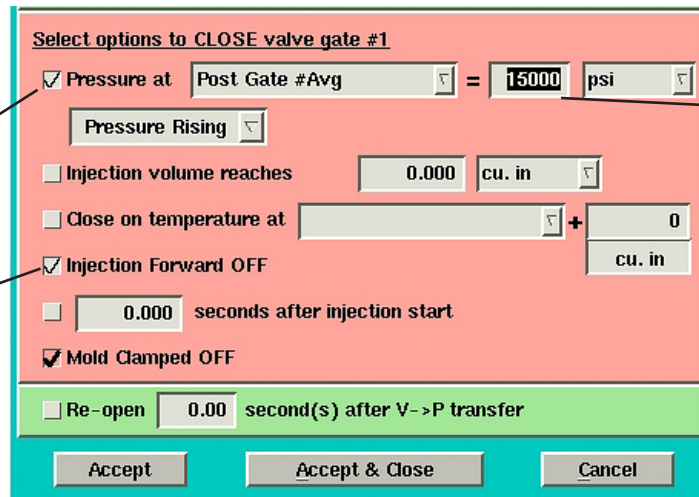 Select options to CLOSE valve gate #1
Pressure at Post Gate #Avg = 15000 psi
Pressure Rising
Injection volume reaches 0.000 cu. in
Close on temperature at + 0
cu. in
Injection Forward OFF
0.000 seconds after injection start
Mold Clamped OFF
Re-open 0.00 second(s) after V->P transfer
Accept Accept & Close Cancel